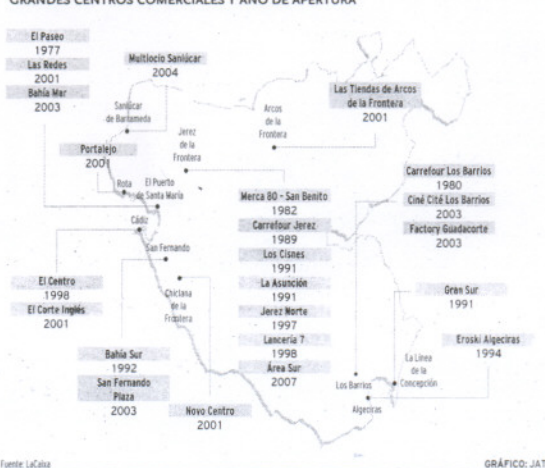 GRANDES CENTROS COMERCIALES Y AÑO DE APERTURA
El Paseo
1977
Las Redes
2001
Bahía Mar
2003
Multiocio Sanlúcar
2004
Sanlúcar
de Barrameda
Jerez
de la
Frontera
Arcos
de la
Frontera
Las Tiendas de Arcos
de la Frontera
2001
Portalejo
2001
Rota
El Puerto
de Santa María
Cádiz
San Fernando
Chiclana
de la
Frontera
Merca 80 - San Benito
1982
Carrefour Jerez
1989
Los Cisnes
1991
La Asunción
1991
Jerez Norte
1997
Lancería 7
1998
Área Sur
2007
Carrefour Los Barrios
1980
Ciné Cité Los Barrios
2003
Factory Guadacorte
2003
El Centro
1998
El Corte Inglés
2001
Bahía Sur
1992
San Fernando
Plaza
2003
Novo Centro
2001
Gran Sur
1991
Eroski Algeciras
1994
Los Barrios
La Línea
de la
Concepción
Algeciras
Fuente: LaCaixa
GRÁFICO: JAT